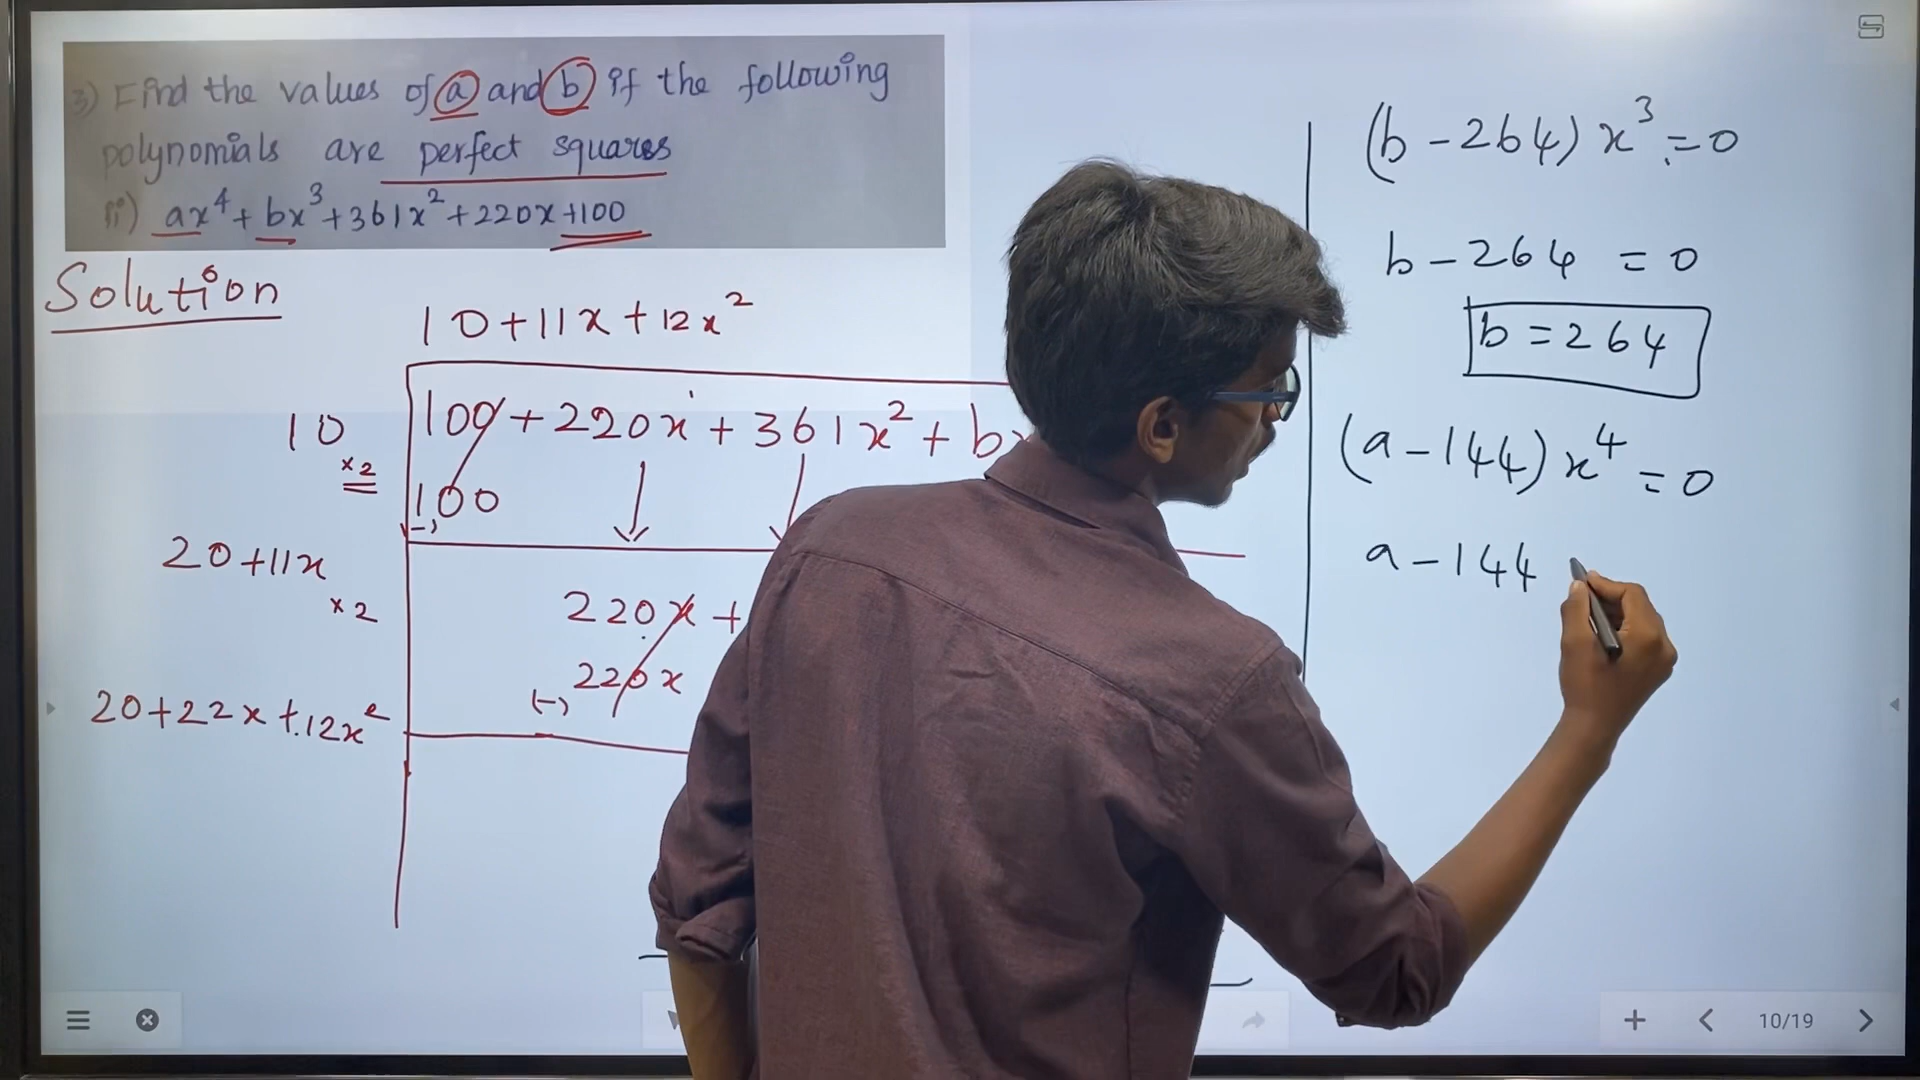 3) Find the values of a and b if the following
polynomials are perfect squares
ii) ax⁴ + bx³ + 361x² + 220x + 100
Solution
10 + 11x + 12x²
10
×2
100 + 220x + 361x² + bx
100
(-)
20 + 11x
×2
220x +
220x
(-)
20 + 22x + 12x²
(b - 264) x³ = 0
b - 264 = 0
b = 264
(a - 144) x⁴ = 0
a - 144
10/19